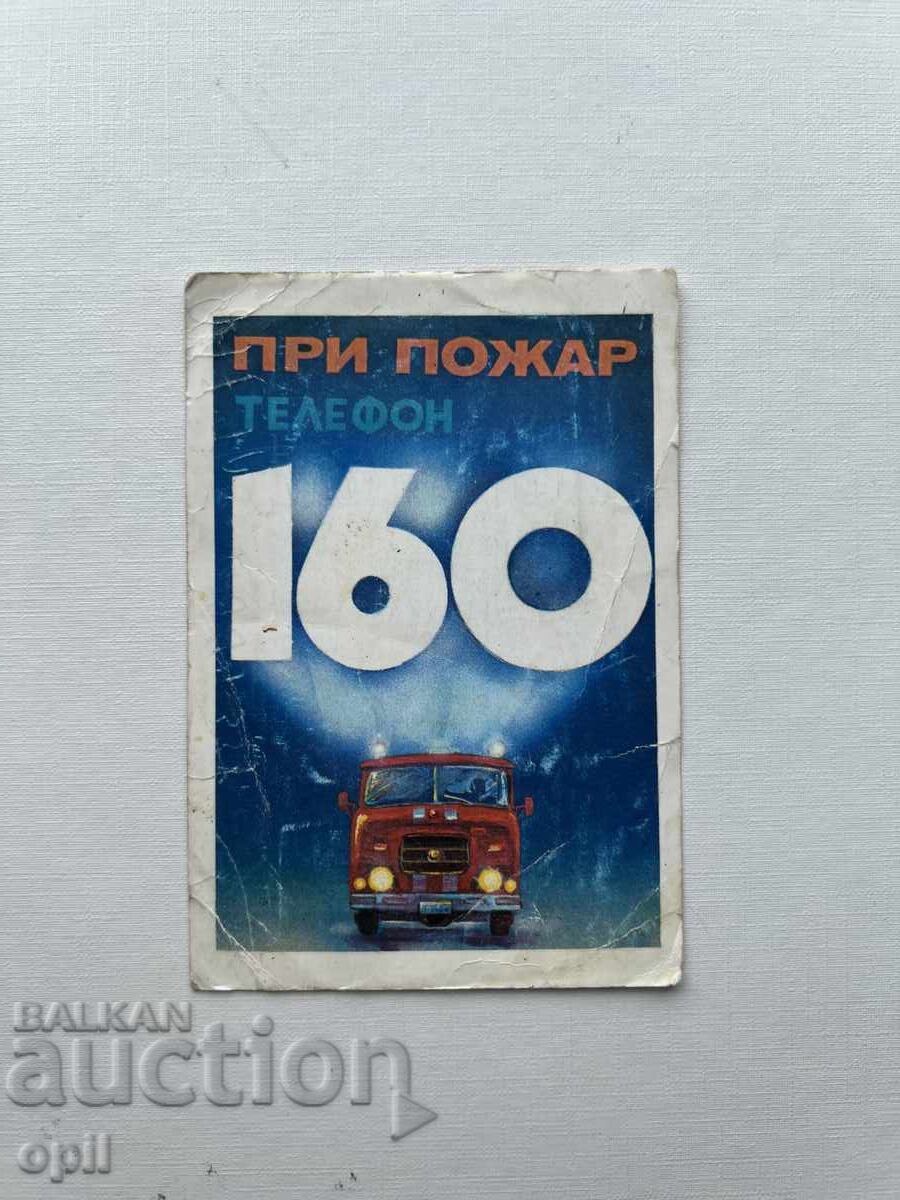 ПРИ ПОЖАР
ТЕЛЕФОН
160
BALKAN
auction
opil